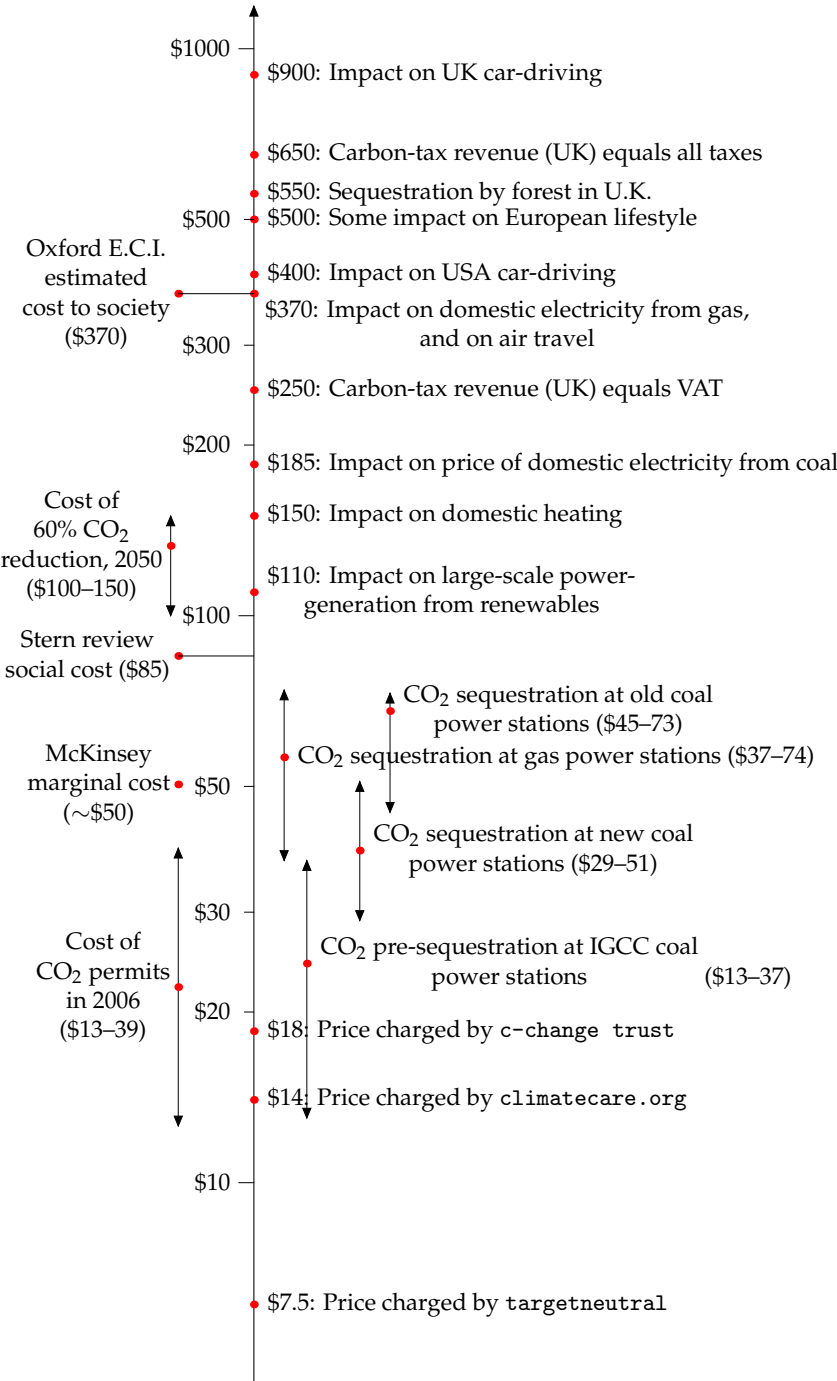 $1000
$900: Impact on UK car-driving
$650: Carbon-tax revenue (UK) equals all taxes
$550: Sequestration by forest in U.K.
$500
$500: Some impact on European lifestyle
Oxford E.C.I.
estimated
cost to society
($370)
$400: Impact on USA car-driving
$370: Impact on domestic electricity from gas,
and on air travel
$300
$250: Carbon-tax revenue (UK) equals VAT
$200
$185: Impact on price of domestic electricity from coal
Cost of
60% CO₂
reduction, 2050
($100–150)
$150: Impact on domestic heating
$110: Impact on large-scale power-
generation from renewables
$100
Stern review
social cost ($85)
CO₂ sequestration at old coal
power stations ($45–73)
CO₂ sequestration at gas power stations ($37–74)
McKinsey
marginal cost
(∼$50)
$50
CO₂ sequestration at new coal
power stations ($29–51)
$30
Cost of
CO₂ permits
in 2006
($13–39)
CO₂ pre-sequestration at IGCC coal
power stations ($13–37)
$20
$18: Price charged by c-change trust
$14: Price charged by climatecare.org
$10
$7.5: Price charged by targetneutral